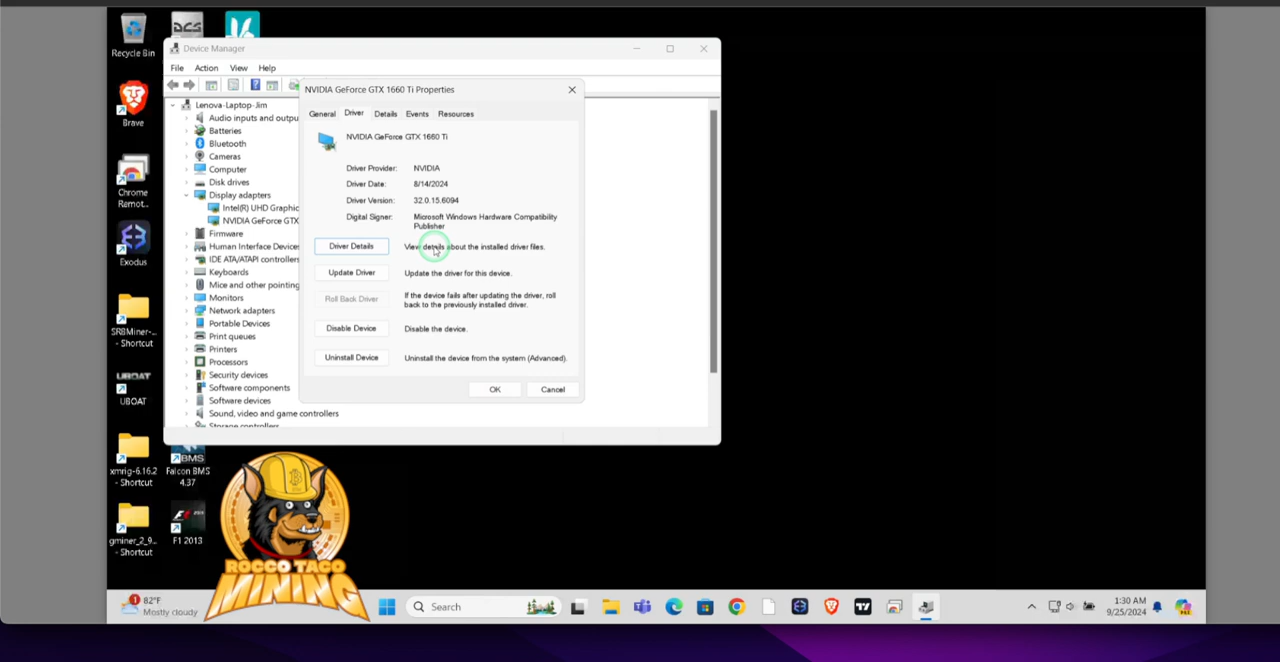 Recycle Bin
DCS
Brave
Chrome
Remot...
Exodus
SRBMiner-...
- Shortcut
UBOAT
UBOAT
xmrig-6.16.2
- Shortcut
BMS
Falcon BMS
4.37
gminer_2_9...
- Shortcut
F1 2013
Device Manager
File Action View Help
Lenova-Laptop-Jim
Audio inputs and outpu
Batteries
Bluetooth
Cameras
Computer
Disk drives
Display adapters
Intel(R) UHD Graphic
NVIDIA GeForce GTX
Firmware
Human Interface Devices
IDE ATA/ATAPI controllers
Keyboards
Mice and other pointing
Monitors
Network adapters
Portable Devices
Print queues
Printers
Processors
Security devices
Software components
Software devices
Sound, video and game controllers
Storage controllers
NVIDIA GeForce GTX 1660 Ti Properties
General Driver Details Events Resources
NVIDIA GeForce GTX 1660 Ti
Driver Provider: NVIDIA
Driver Date: 8/14/2024
Driver Version: 32.0.15.6094
Digital Signer: Microsoft Windows Hardware Compatibility
Publisher
Driver Details View details about the installed driver files.
Update Driver Update the driver for this device.
Roll Back Driver If the device fails after updating the driver, roll
back to the previously installed driver.
Disable Device Disable the device.
Uninstall Device Uninstall the device from the system (Advanced).
OK Cancel
ROCCO TACO
MINING
1
82°F
Mostly cloudy
Search
1:30 AM
9/25/2024